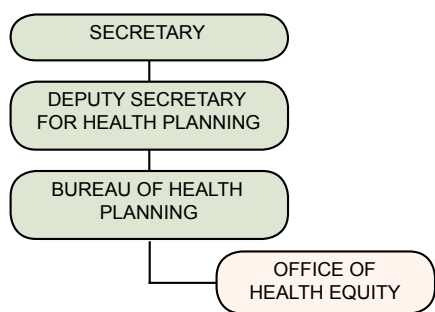 SECRETARY
DEPUTY SECRETARY
FOR HEALTH PLANNING
BUREAU OF HEALTH
PLANNING
OFFICE OF
HEALTH EQUITY